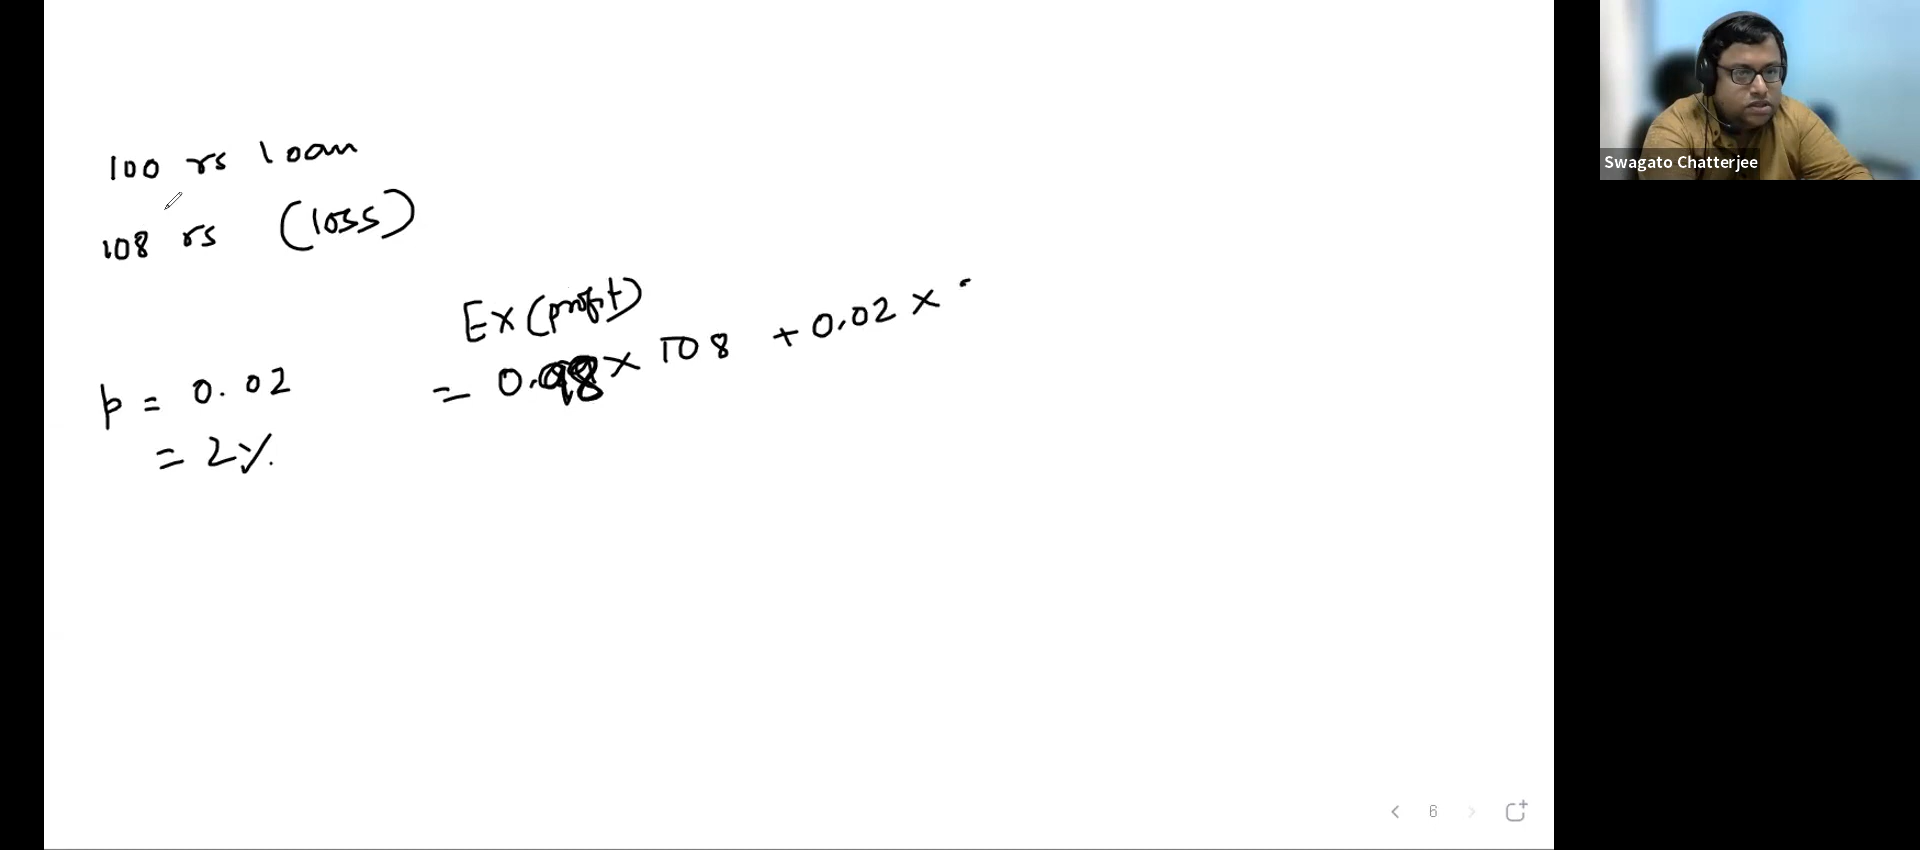 100 rs loan
108 rs (loss)
Ex (profit)
= 0.98 x 108 + 0.02 x -
p = 0.02
= 2%
Swagato Chatterjee
6